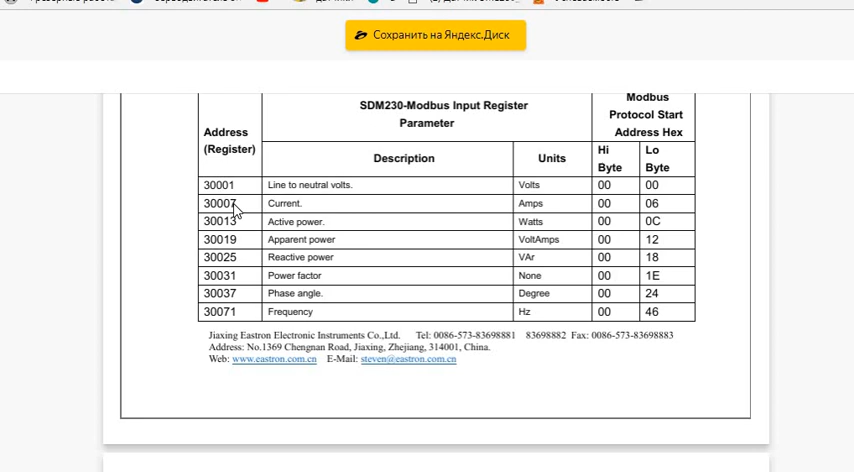 Сохранить на Яндекс.Диск
Address (Register)
SDM230-Modbus Input Register Parameter
Modbus Protocol Start Address Hex
Description
Units
Hi Byte
Lo Byte
30001 Line to neutral volts. Volts 00 00
30007 Current. Amps 00 06
30013 Active power. Watts 00 0C
30019 Apparent power VoltAmps 00 12
30025 Reactive power VAr 00 18
30031 Power factor None 00 1E
30037 Phase angle. Degree 00 24
30071 Frequency Hz 00 46
Jiaxing Eastron Electronic Instruments Co.,Ltd. Tel: 0086-573-83698881 83698882 Fax: 0086-573-83698883
Address: No.1369 Chengnan Road, Jiaxing, Zhejiang, 314001, China.
Web: www.eastron.com.cn E-Mail: steven@eastron.com.cn